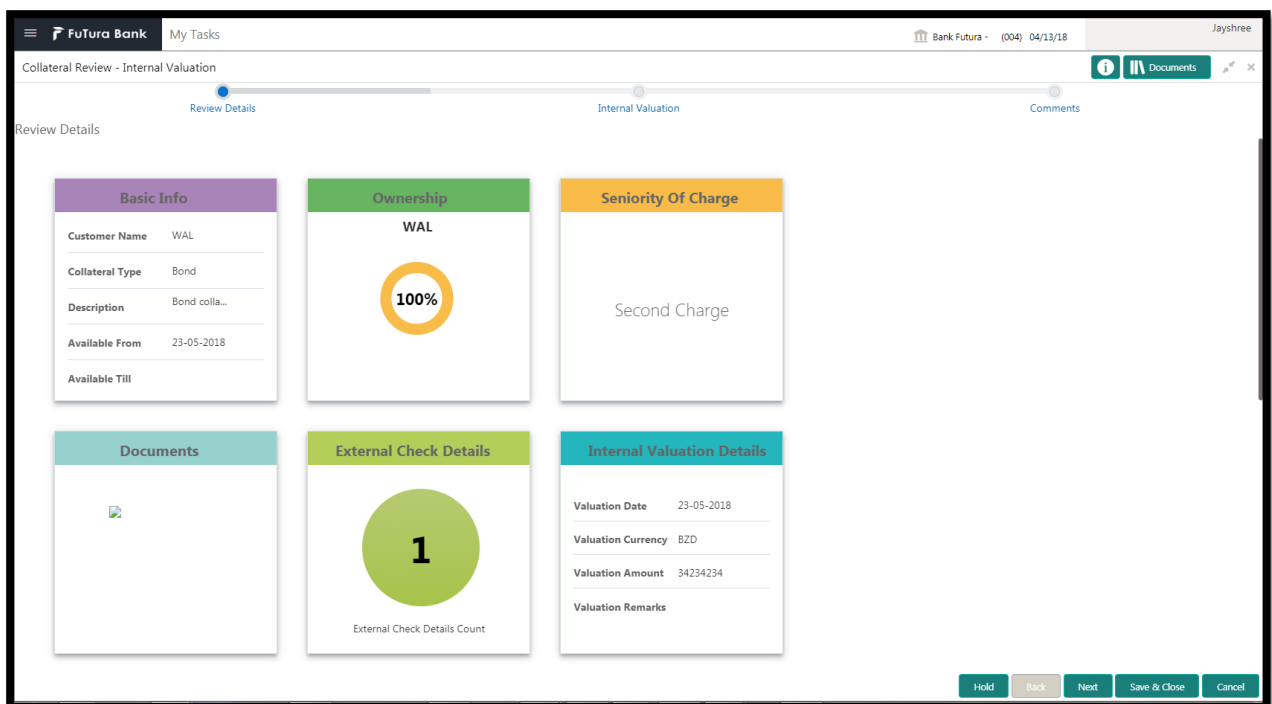 FuTura Bank
My Tasks
Bank Futura - (004) 04/13/18
Jayshree
Collateral Review - Internal Valuation
i
Documents
Review Details
Internal Valuation
Comments
Review Details
Basic Info
Customer Name WAL
Collateral Type Bond
Description Bond colla...
Available From 23-05-2018
Available Till
Ownership
WAL
100%
Seniority Of Charge
Second Charge
Documents
External Check Details
1
External Check Details Count
Internal Valuation Details
Valuation Date 23-05-2018
Valuation Currency BZD
Valuation Amount 34234234
Valuation Remarks
Hold
Back
Next
Save & Close
Cancel